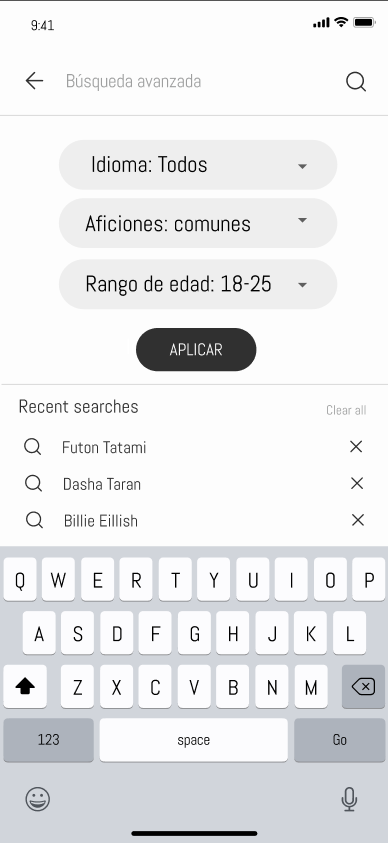 9:41
Búsqueda avanzada
Idioma: Todos
Aficiones: comunes
Rango de edad: 18-25
APLICAR
Recent searches
Clear all
Futon Tatami
Dasha Taran
Billie Eillish
Q W E R T Y U I O P
A S D F G H J K L
Z X C V B N M
123 space Go